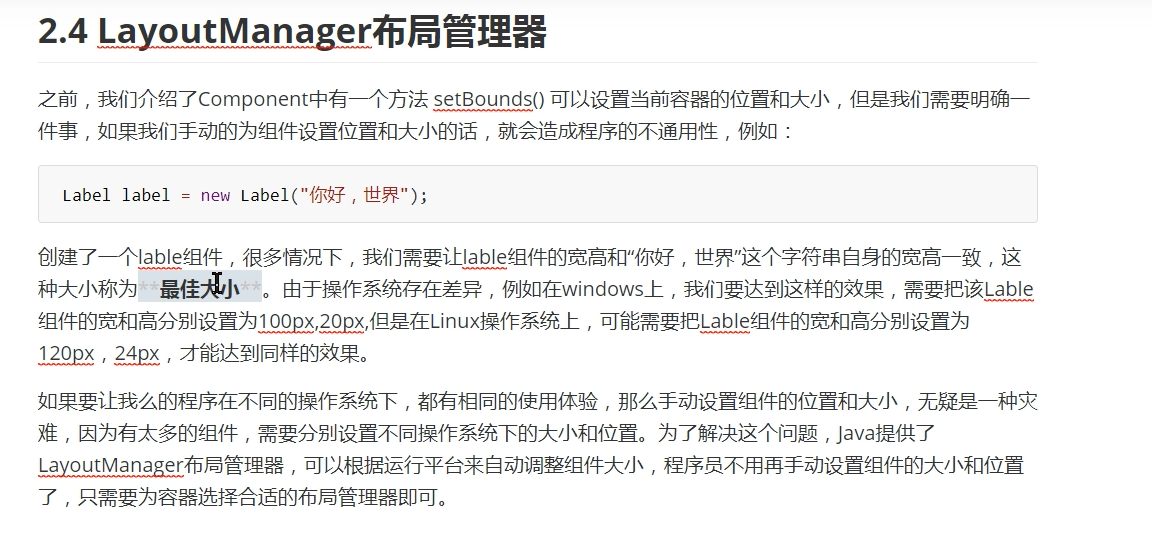 2.4 LayoutManager布局管理器
之前，我们介绍了Component中有一个方法 setBounds() 可以设置当前容器的位置和大小，但是我们需要明确一
件事，如果我们手动的为组件设置位置和大小的话，就会造成程序的不通用性，例如：
Label label = new Label("你好，世界");
创建了一个lable组件，很多情况下，我们需要让lable组件的宽高和“你好，世界”这个字符串自身的宽高一致，这
种大小称为**最佳大小**。由于操作系统存在差异，例如在windows上，我们要达到这样的效果，需要把该Lable
组件的宽和高分别设置为100px,20px,但是在Linux操作系统上，可能需要把Lable组件的宽和高分别设置为
120px，24px，才能达到同样的效果。
如果要让我么的程序在不同的操作系统下，都有相同的使用体验，那么手动设置组件的位置和大小，无疑是一种灾
难，因为有太多的组件，需要分别设置不同操作系统下的大小和位置。为了解决这个问题，Java提供了
LayoutManager布局管理器，可以根据运行平台来自动调整组件大小，程序员不用再手动设置组件的大小和位置
了，只需要为容器选择合适的布局管理器即可。